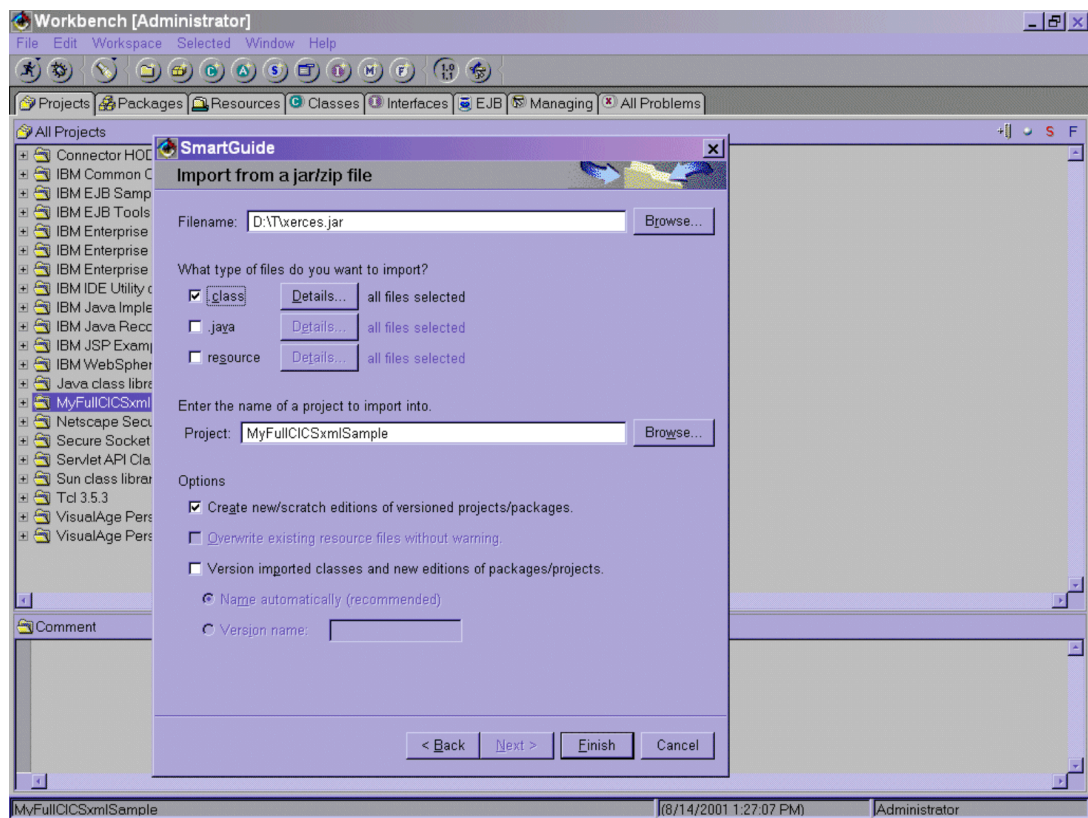 Workbench [Administrator]
File Edit Workspace Selected Window Help
Projects Packages Resources Classes Interfaces EJB Managing All Problems
All Projects
S F
Connector HOD
IBM Common C
IBM EJB Samp
IBM EJB Tools
IBM Enterprise
IBM Enterprise
IBM Enterprise
IBM IDE Utility c
IBM Java Imple
IBM Java Reco
IBM JSP Examp
IBM WebSpher
Java class libra
MyFullCICSxml
Netscape Secu
Secure Socket
Servlet API Cla
Sun class librar
Tcl 3.5.3
VisualAge Pers
VisualAge Pers
SmartGuide
Import from a jar/zip file
Filename: D:\T\xerces.jar Browse...
What type of files do you want to import?
.class Details... all files selected
.java Details... all files selected
resource Details... all files selected
Enter the name of a project to import into.
Project: MyFullCICSxmlSample Browse...
Options
Create new/scratch editions of versioned projects/packages.
Overwrite existing resource files without warning.
Version imported classes and new editions of packages/projects.
Name automatically (recommended)
Version name:
< Back Next > Finish Cancel
Comment
MyFullCICSxmlSample (8/14/2001 1:27:07 PM) Administrator